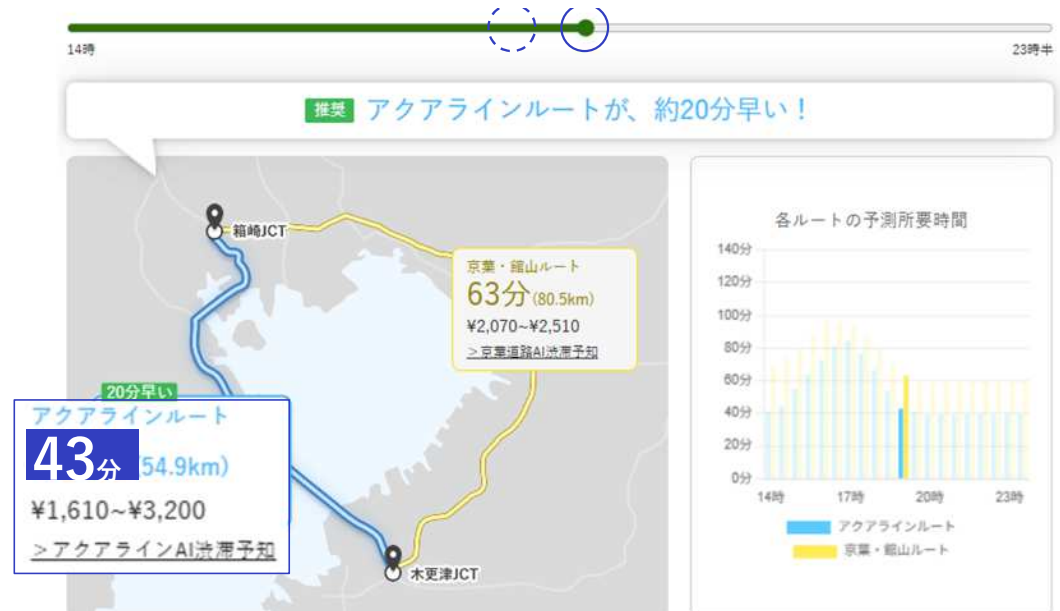 14時
23時半
推奨 アクアラインルートが、約20分早い！
箱崎JCT
京葉・館山ルート
63分(80.5km)
¥2,070~¥2,510
＞京葉道路AI渋滞予知
20分早い
アクアラインルート
43分 (54.9km)
¥1,610~¥3,200
＞アクアラインAI渋滞予知
木更津JCT
各ルートの予測所要時間
140分
120分
100分
80分
60分
40分
20分
0分
14時 17時 20時 23時
アクアラインルート
京葉・館山ルート